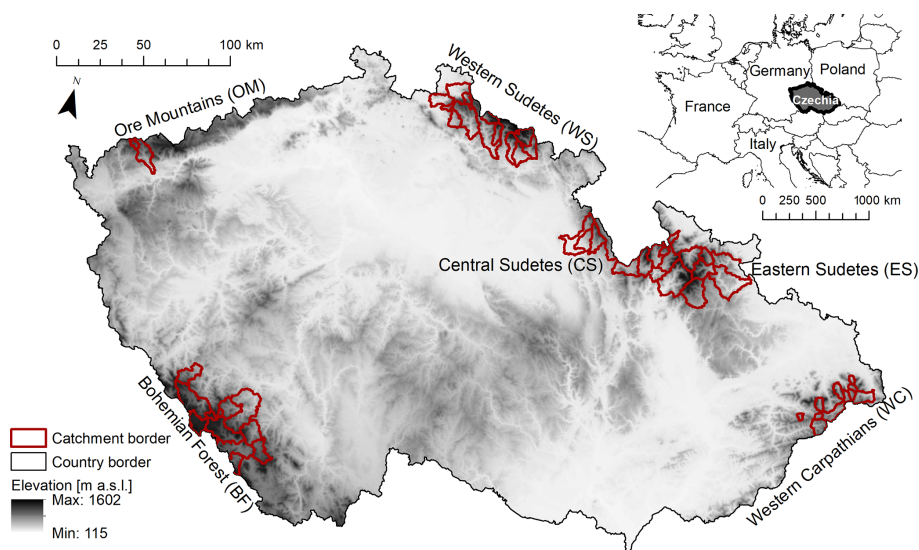 0 25 50 100 km
N
Ore Mountains (OM)
Western Sudetes (WS)
Germany
Poland
France
Czechia
Italy
0 250 500 1000 km
Central Sudetes (CS)
Eastern Sudetes (ES)
Bohemian Forest (BF)
Western Carpathians (WC)
Catchment border
Country border
Elevation [m a.s.l.]
Max: 1602
Min: 115